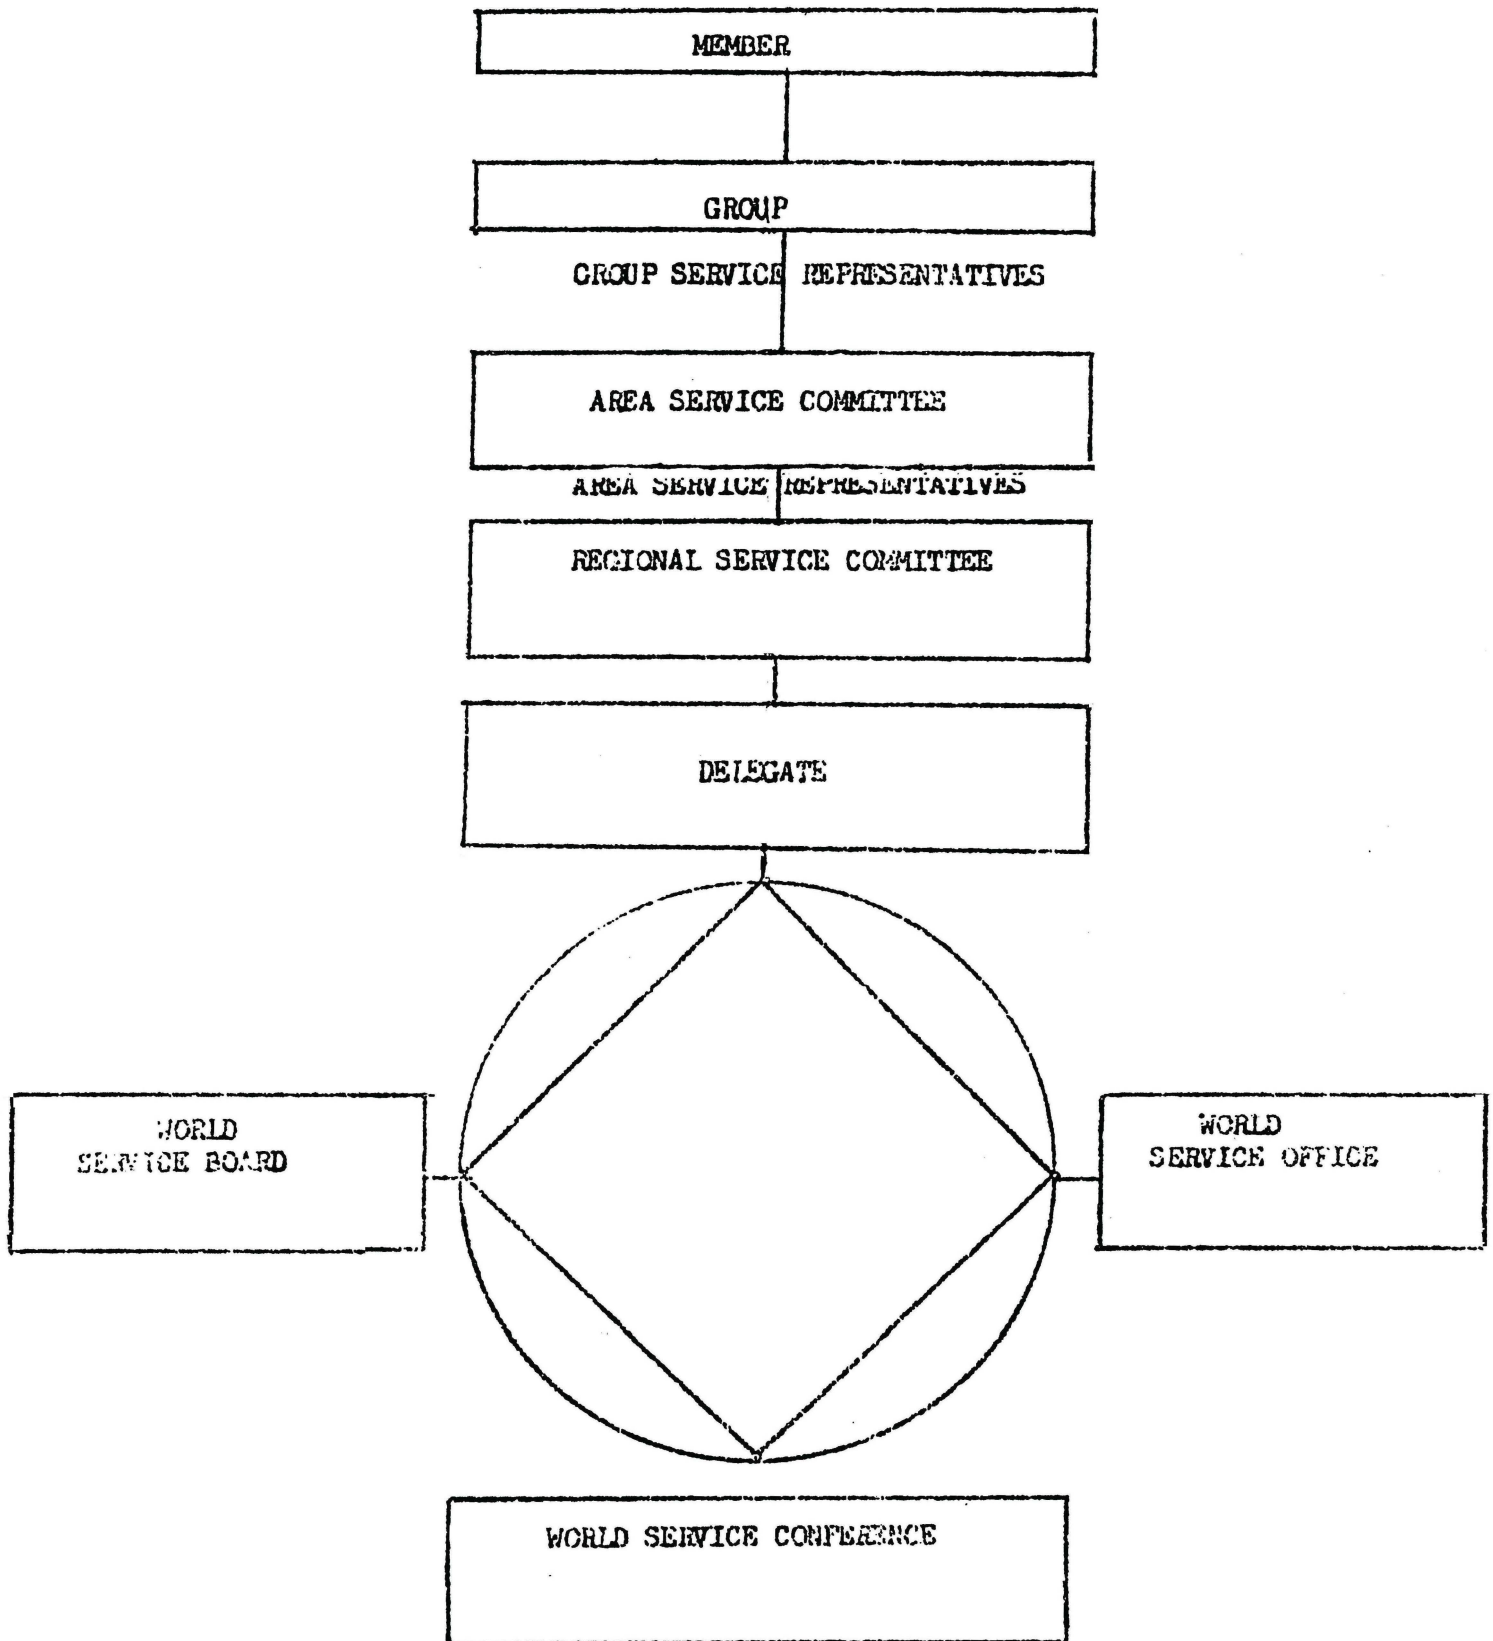 MEMBER
GROUP
GROUP SERVICE REPRESENTATIVES
AREA SERVICE COMMITTEE
AREA SERVICE REPRESENTATIVES
REGIONAL SERVICE COMMITTEE
DELEGATE
WORLD
SERVICE BOARD
WORLD
SERVICE OFFICE
WORLD SERVICE CONFERENCE